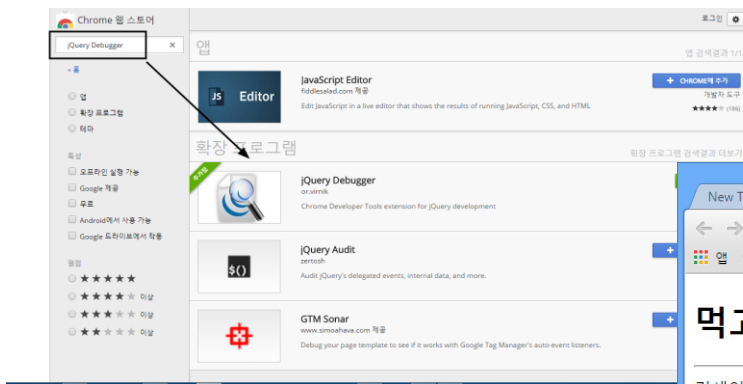 Chrome 웹 스토어
로그인
jQuery Debugger ×
« 홈
앱
확장 프로그램
테마
특성
오프라인 실행 가능
Google 제공
무료
Android에서 사용 가능
Google 드라이브에서 작동
평점
이상
이상
이상
앱
앱 검색결과 1/1
JS Editor
JavaScript Editor
fiddlesalad.com 제공
Edit JavaScript in a live editor that shows the results of running JavaScript, CSS, and HTML.
+ CHROME에 추가
개발자 도구
(186)
확장 프로그램
확장 프로그램 검색결과 더보기
추가됨
jQuery Debugger
or.virnik
Chrome Developer Tools extension for jQuery development
$()
jQuery Audit
zertosh
Audit jQuery's delegated events, internal data, and more.
+
GTM Sonar
www.simoahava.com 제공
Debug your page template to see if it works with Google Tag Manager's auto event listeners.
+
New T
앱